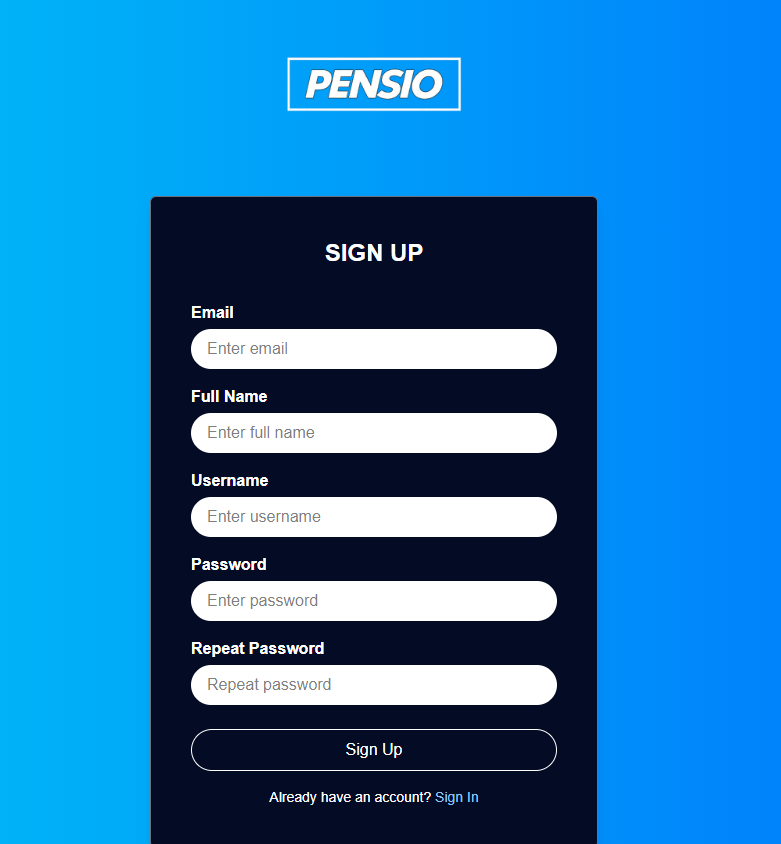 PENSIO
SIGN UP
Email
Enter email
Full Name
Enter full name
Username
Enter username
Password
Enter password
Repeat Password
Repeat password
Sign Up
Already have an account? Sign In